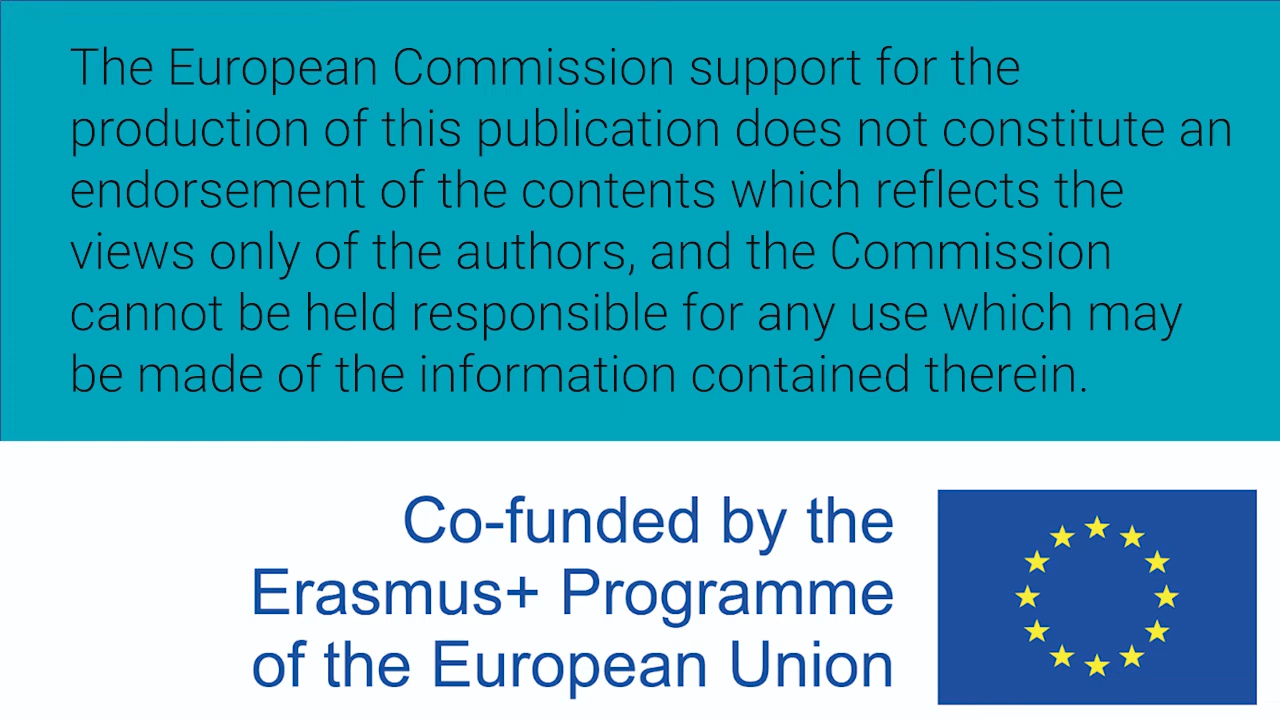 The European Commission support for the
production of this publication does not constitute an
endorsement of the contents which reflects the
views only of the authors, and the Commission
cannot be held responsible for any use which may
be made of the information contained therein.
Co-funded by the
Erasmus+ Programme
of the European Union